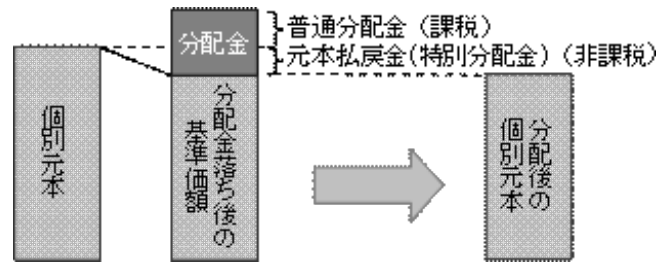 分配金
普通分配金(課税)
元本払戻金(特別分配金)(非課税)
個別元本
分配金落ち後の
基準価額
分配後の
個別元本